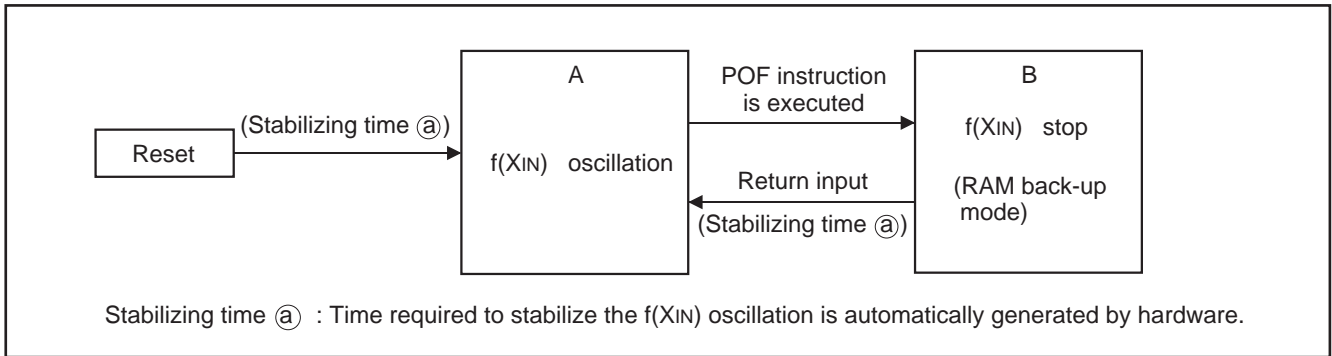 Reset
(Stabilizing time ⓐ)
A
f(XIN) oscillation
POF instruction
is executed
Return input
(Stabilizing time ⓐ)
B
f(XIN) stop
(RAM back-up
mode)
Stabilizing time ⓐ : Time required to stabilize the f(XIN) oscillation is automatically generated by hardware.